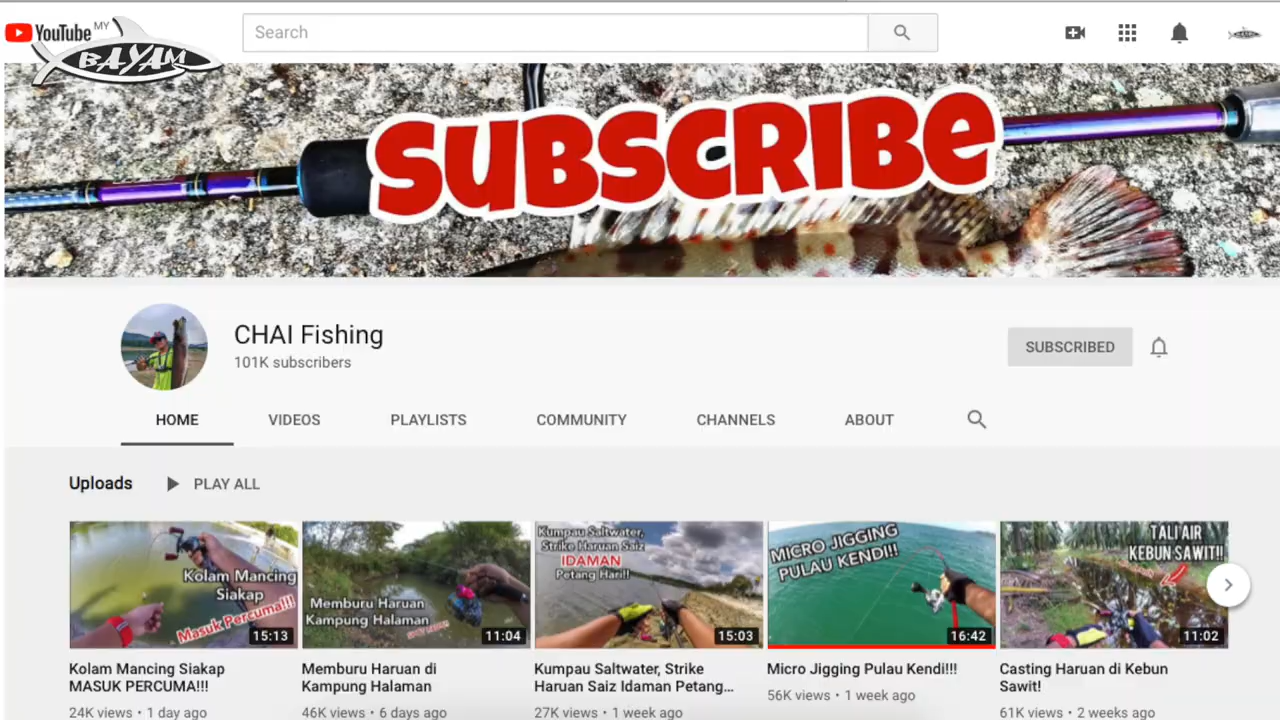 YouTube MY
BAYAM
Search
SUBSCRIBe
CHAI Fishing
101K subscribers
SUBSCRIBED
HOME VIDEOS PLAYLISTS COMMUNITY CHANNELS ABOUT
Uploads PLAY ALL
Kolam Mancing
Siakap
Masuk Percuma!!!
15:13
Memburu Haruan
Kampung Halaman
11:04
Kumpau Saltwater,
Strike Haruan Saiz
IDAMAN
Petang Hari!!
15:03
MICRO JIGGING
PULAU KENDI!!
16:42
TALI AIR
KEBUN SAWIT!!
11:02
Kolam Mancing Siakap
MASUK PERCUMA!!!
24K views • 1 day ago
Memburu Haruan di
Kampung Halaman
46K views • 6 days ago
Kumpau Saltwater, Strike
Haruan Saiz Idaman Petang...
27K views • 1 week ago
Micro Jigging Pulau Kendi!!!
56K views • 1 week ago
Casting Haruan di Kebun
Sawit!
61K views • 2 weeks ago